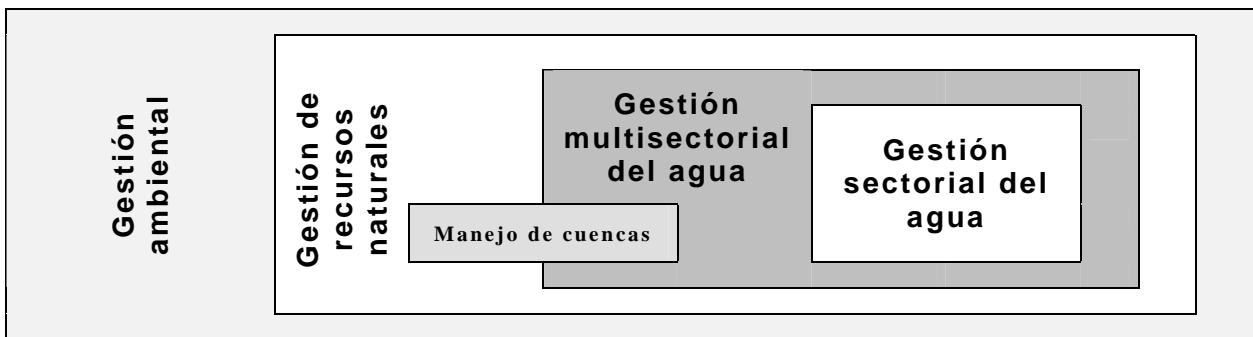 Gestión
ambiental
Gestión de
recursos
naturales
Gestión
multisectorial
del agua
Manejo de cuencas
Gestión
sectorial del
agua